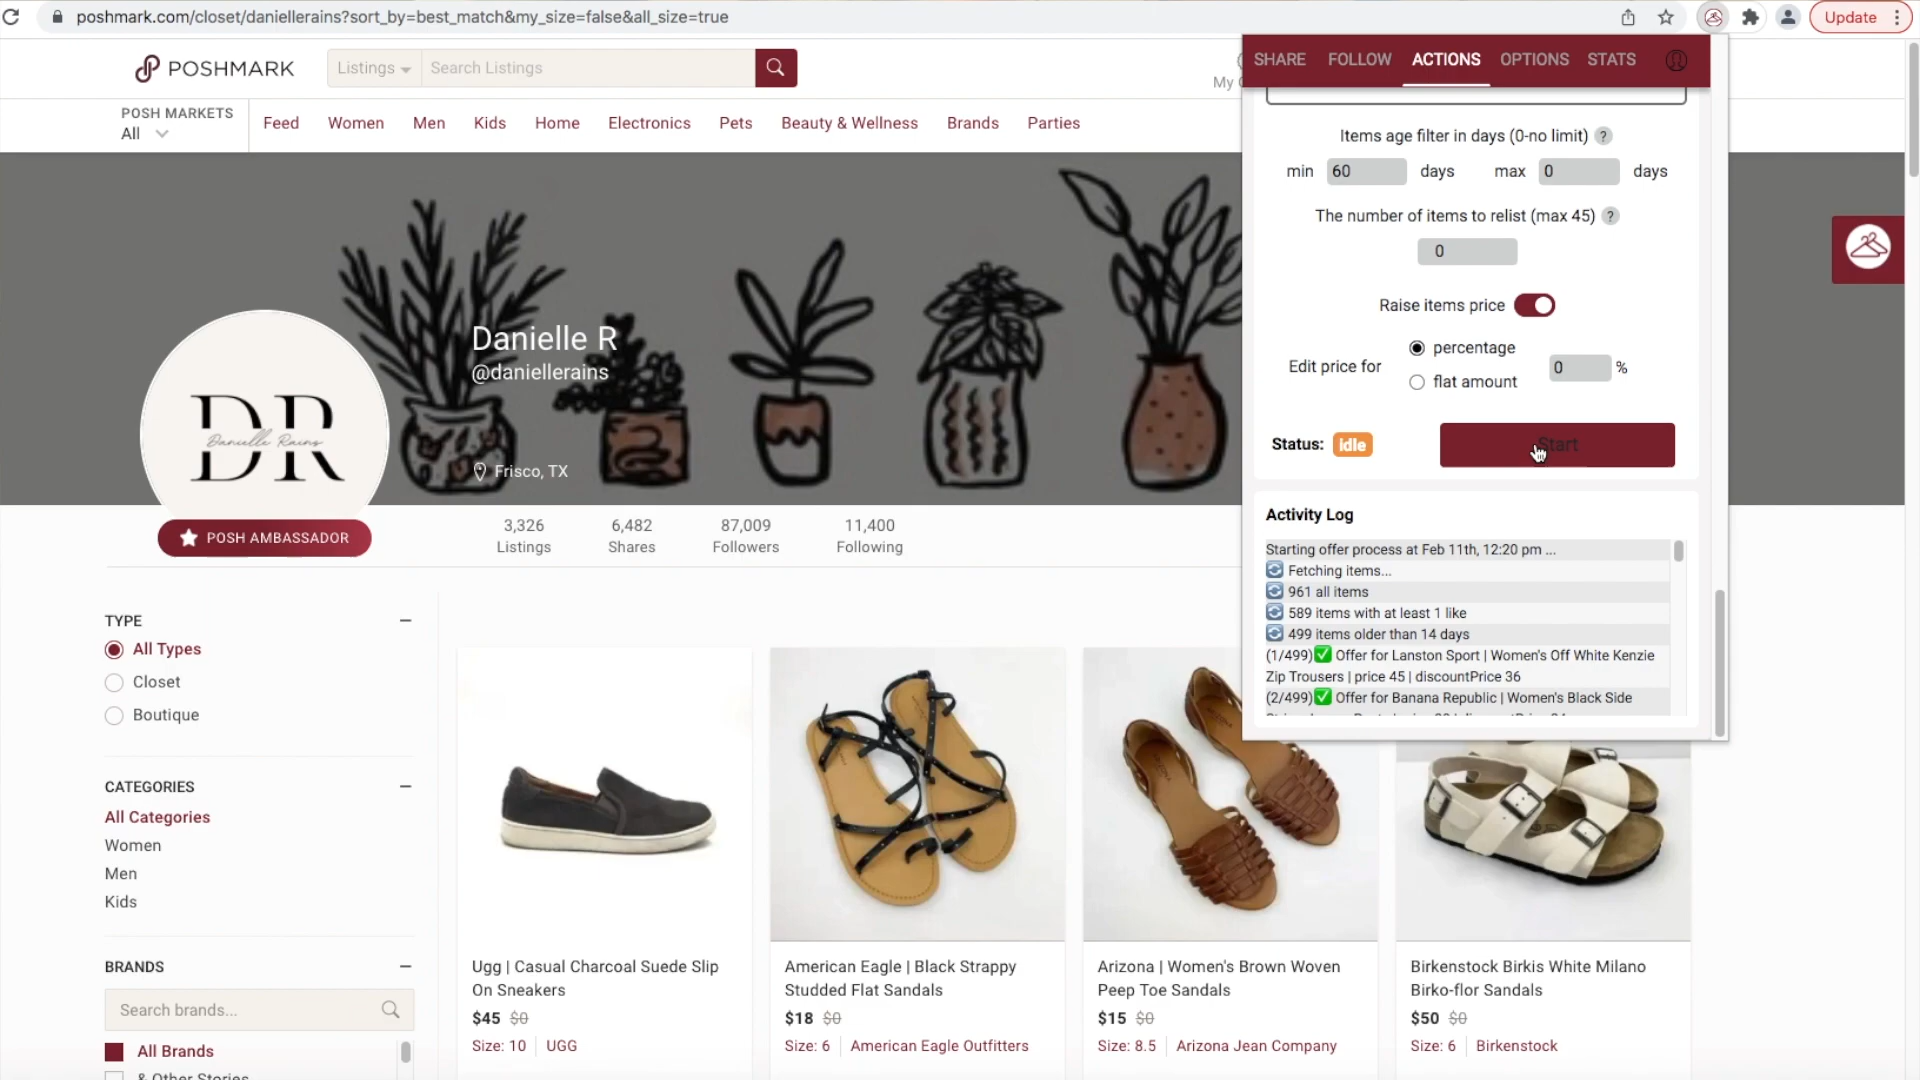 poshmark.com/closet/daniellerains?sort_by=best_match&my_size=false&all_size=true
Update
POSHMARK
Listings
Search Listings
My
SHARE FOLLOW ACTIONS OPTIONS STATS
POSH MARKETS
All
Feed Women Men Kids Home Electronics Pets Beauty & Wellness Brands Parties
Items age filter in days (0-no limit) ?
min 60 days max 0 days
The number of items to relist (max 45) ?
0
Raise items price
Edit price for
percentage
flat amount
0 %
Status: idle
Start
Activity Log
Starting offer process at Feb 11th, 12:20 pm ...
Fetching items...
961 all items
589 items with at least 1 like
499 items older than 14 days
(1/499) Offer for Lanston Sport | Women's Off White Kenzie
Zip Trousers | price 45 | discountPrice 36
(2/499) Offer for Banana Republic | Women's Black Side
Danielle R
@daniellerains
DR
Danielle Rains
Frisco, TX
POSH AMBASSADOR
3,326 Listings
6,482 Shares
87,009 Followers
11,400 Following
TYPE
All Types
Closet
Boutique
CATEGORIES
All Categories
Women
Men
Kids
BRANDS
Search brands...
All Brands
& Other Stories
Ugg | Casual Charcoal Suede Slip
On Sneakers
$45 $0
Size: 10 UGG
American Eagle | Black Strappy
Studded Flat Sandals
$18 $0
Size: 6 American Eagle Outfitters
Arizona | Women's Brown Woven
Peep Toe Sandals
$15 $0
Size: 8.5 Arizona Jean Company
Birkenstock Birkis White Milano
Birko-flor Sandals
$50 $0
Size: 6 Birkenstock